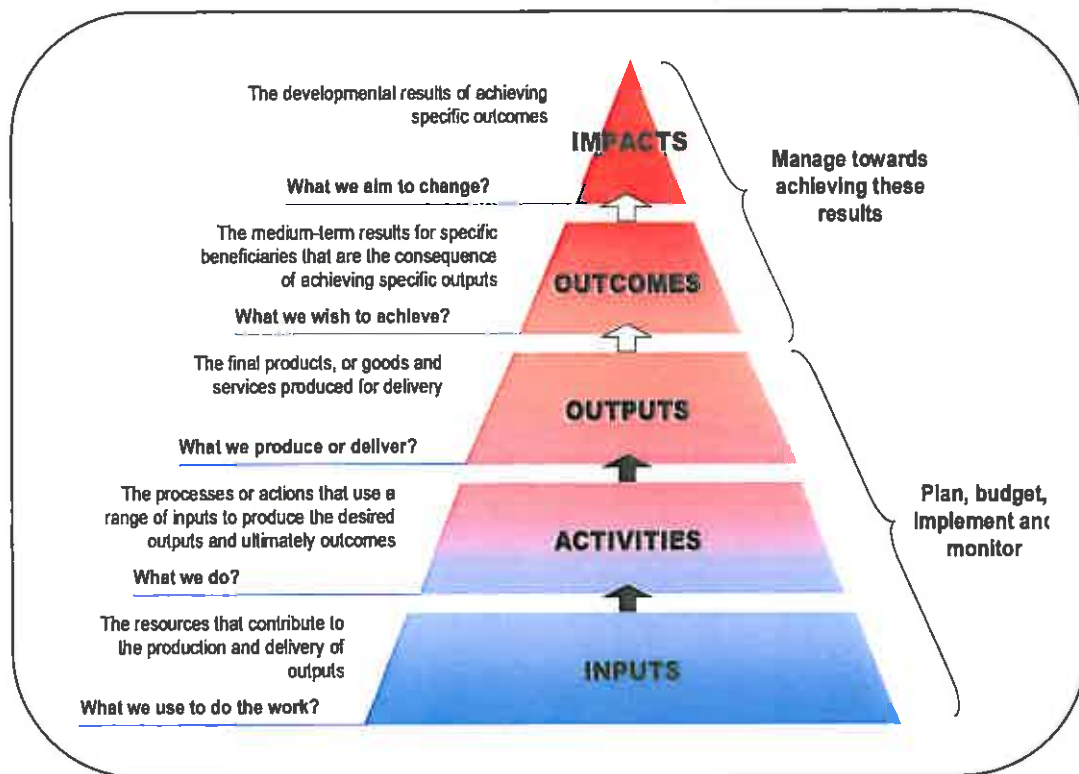 The developmental results of achieving
specific outcomes
IMPACTS
What we aim to change?
Manage towards
achieving these
results
The medium-term results for specific
beneficiaries that are the consequence
of achieving specific outputs
OUTCOMES
What we wish to achieve?
The final products, or goods and
services produced for delivery
OUTPUTS
What we produce or deliver?
The processes or actions that use a
range of inputs to produce the desired
outputs and ultimately outcomes
ACTIVITIES
What we do?
Plan, budget,
implement and
monitor
The resources that contribute to
the production and delivery of
outputs
INPUTS
What we use to do the work?